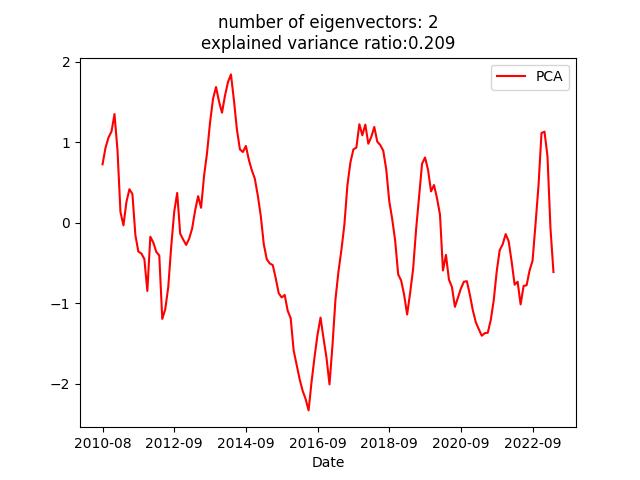 number of eigenvectors: 2
explained variance ratio:0.209
PCA
2
1
0
−1
−2
2010-08 2012-09 2014-09 2016-09 2018-09 2020-09 2022-09
Date